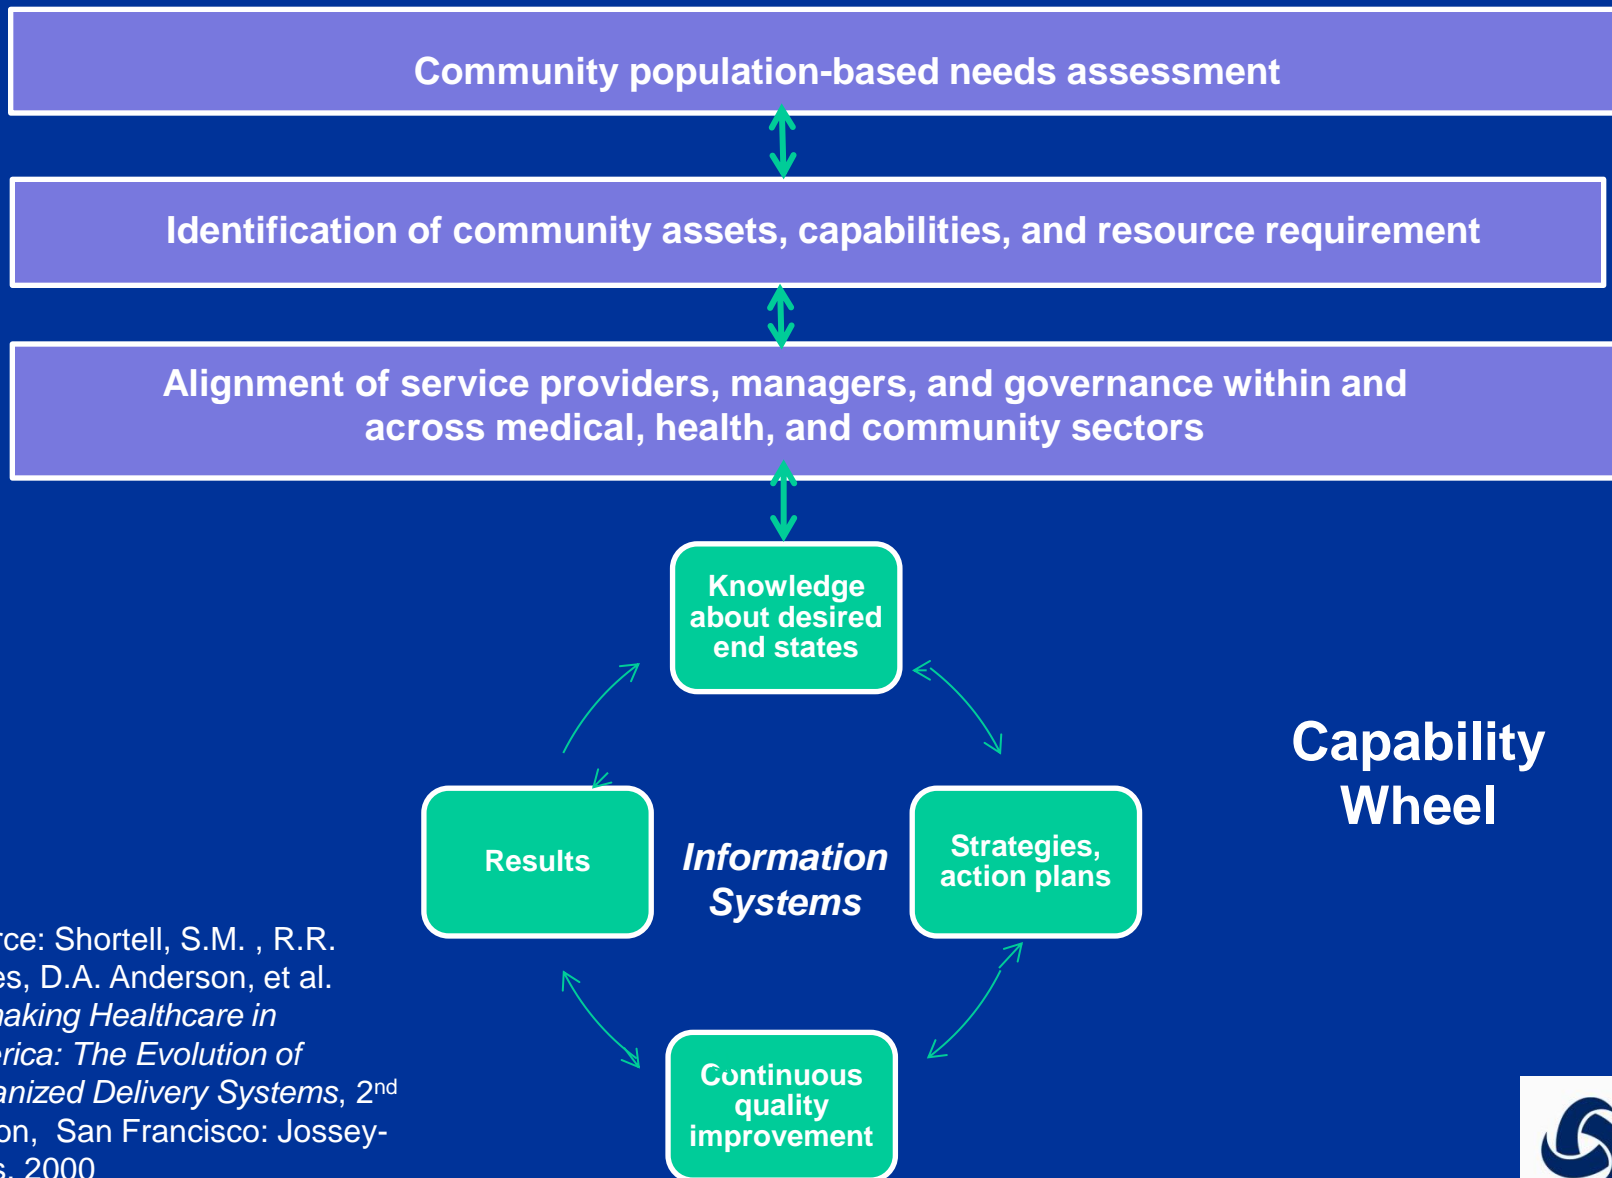 Community population-based needs assessment
Identification of community assets, capabilities, and resource requirement
Alignment of service providers, managers, and governance within and
across medical, health, and community sectors
Knowledge
about desired
end states
Capability
Wheel
Results
Information
Systems
Strategies,
action plans
Continuous
quality
improvement
rce: Shortell, S.M. , R.R.
es, D.A. Anderson, et al.
naking Healthcare in
erica: The Evolution of
anized Delivery Systems, 2nd
on, San Francisco: Jossey-
s, 2000